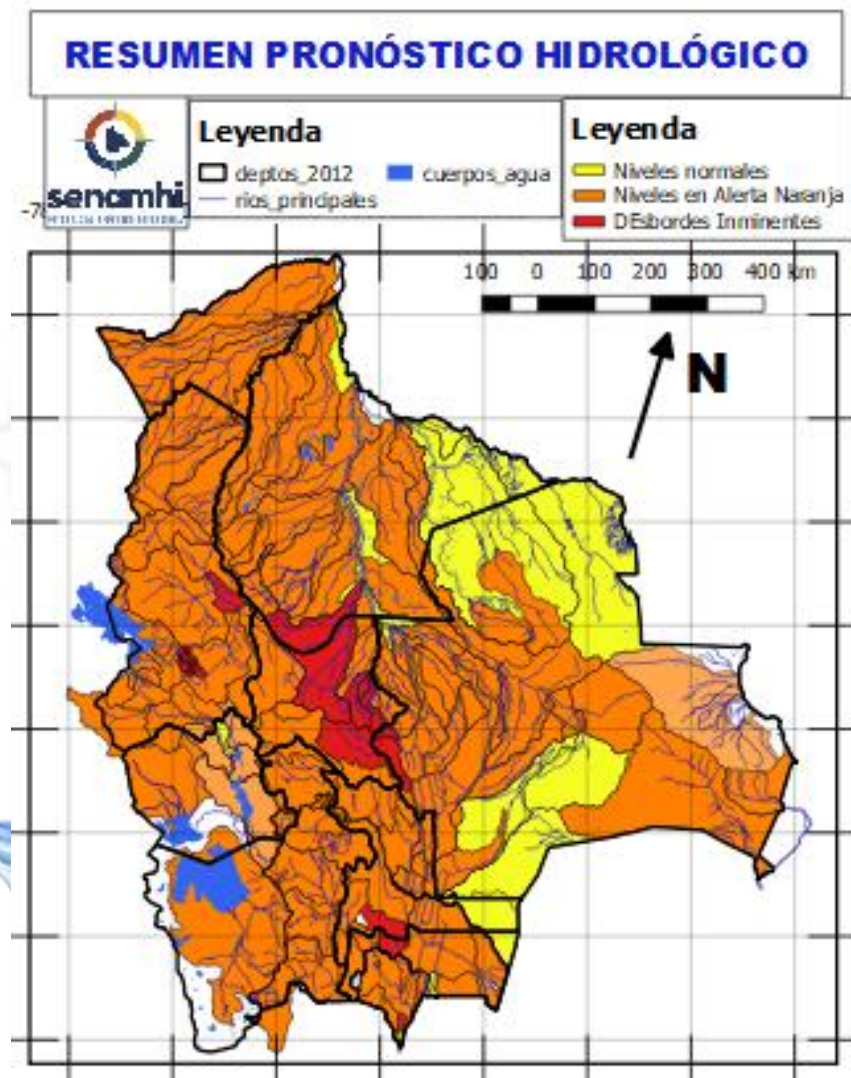 RESUMEN PRONÓSTICO HIDROLÓGICO
senamhi
Leyenda
deptos_2012
cuerpos_agua
rios_principales
Leyenda
Niveles normales
Niveles en Alerta Naranja
DEsbordes Inminentes
100 0 100 200 300 400 km
N